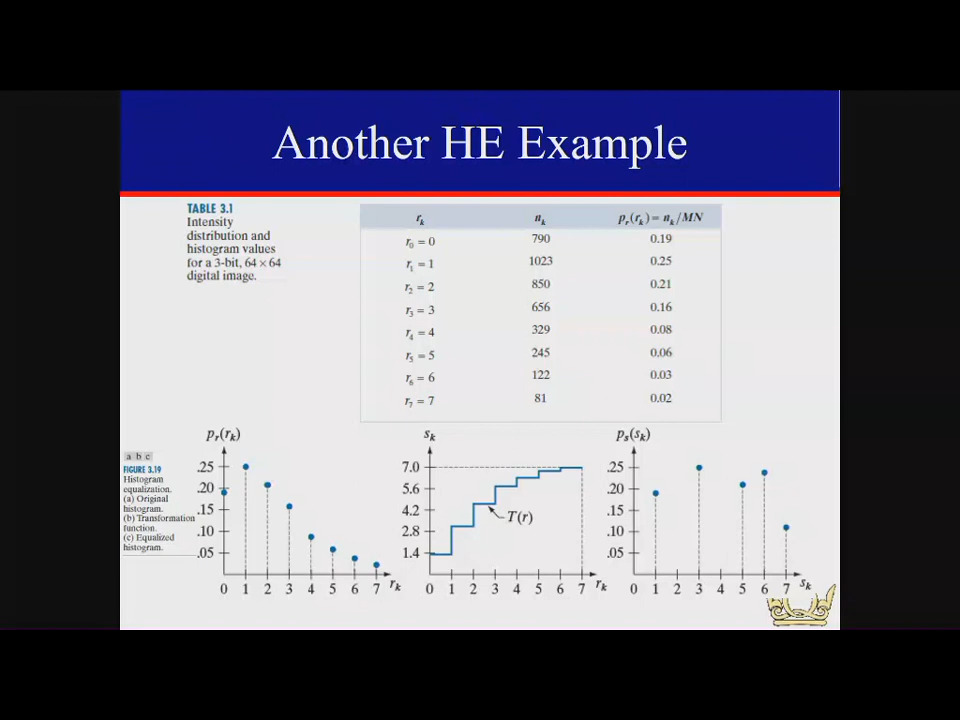 Another HE Example
TABLE 3.1
Intensity
distribution and
histogram values
for a 3-bit, 64 × 64
digital image.
r_k n_k p_r(r_k) = n_k/MN
r_0 = 0 790 0.19
r_1 = 1 1023 0.25
r_2 = 2 850 0.21
r_3 = 3 656 0.16
r_4 = 4 329 0.08
r_5 = 5 245 0.06
r_6 = 6 122 0.03
r_7 = 7 81 0.02
a b c
FIGURE 3.19
Histogram
equalization.
(a) Original
histogram.
(b) Transformation
function.
(c) Equalized
histogram.
p_r(r_k)
.25
.20
.15
.10
.05
0 1 2 3 4 5 6 7 r_k
s_k
7.0
5.6
4.2
2.8
1.4
T(r)
0 1 2 3 4 5 6 7 r_k
p_s(s_k)
.25
.20
.15
.10
.05
0 1 2 3 4 5 6 7 s_k